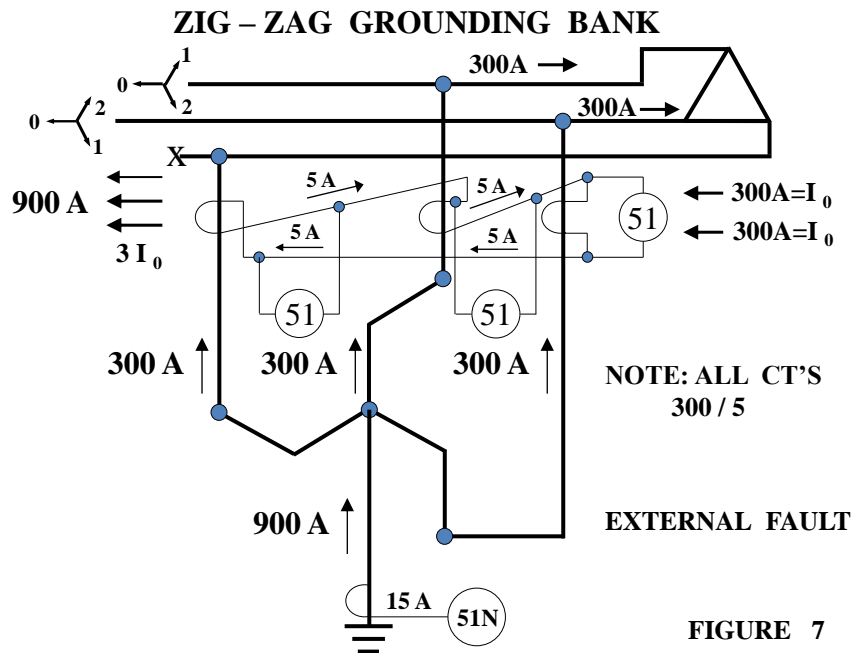 ZIG – ZAG GROUNDING BANK
300A
1
0
2
300A
2
0
1
X
5 A
5 A
51
300A=I 0
900 A
300A=I 0
5 A
5 A
3 I 0
51
51
300 A
300 A
300 A
NOTE: ALL CT'S
300 / 5
900 A
EXTERNAL FAULT
15 A
51N
FIGURE 7